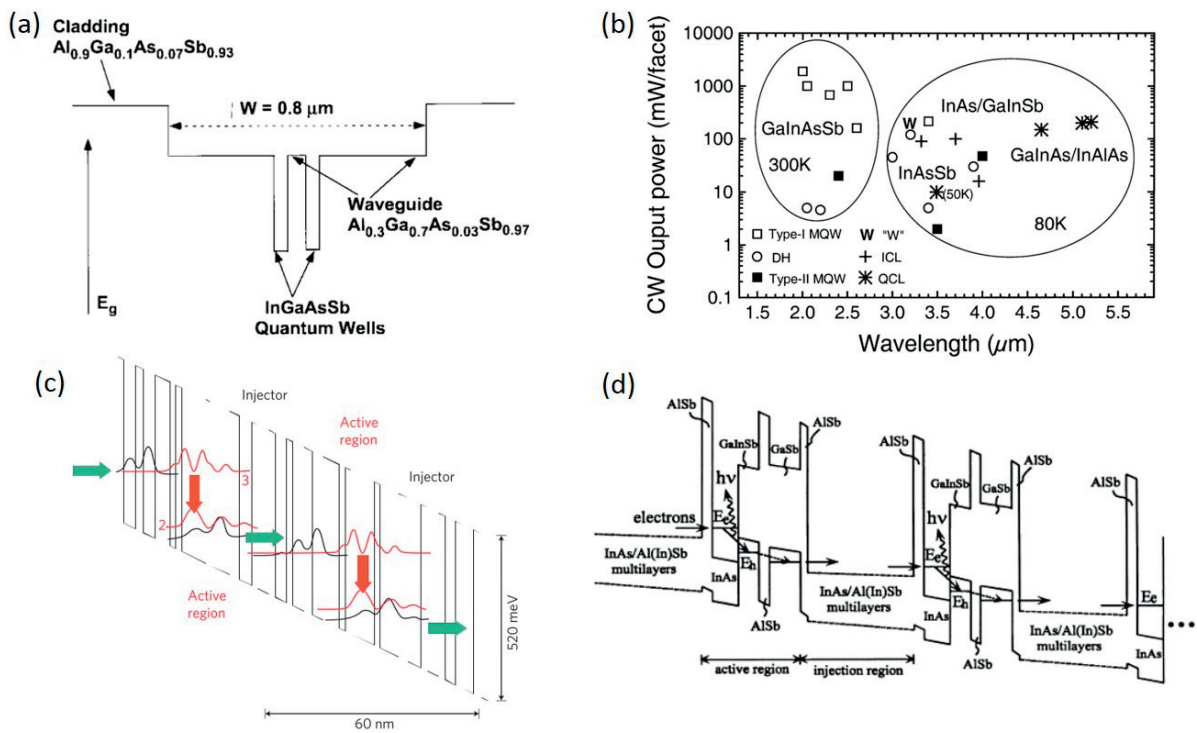 (a)
Cladding
Al0.9Ga0.1As0.07Sb0.93
W = 0.8 μm
Waveguide
Al0.3Ga0.7As0.03Sb0.97
Eg
InGaAsSb
Quantum Wells
(b)
CW Ouput power (mW/facet)
10000
1000
100
10
1
0.1
GaInAsSb
300K
InAs/GaInSb
W
GaInAs/InAlAs
InAsSb
(50K)
80K
Type-I MQW
W "W"
DH
ICL
Type-II MQW
QCL
1.5 2.0 2.5 3.0 3.5 4.0 4.5 5.0 5.5
Wavelength (μm)
(c)
Injector
Active
region
Injector
3
2
Active
region
520 meV
60 nm
(d)
AlSb
GaInSb
GaSb
AlSb
hν
electrons
Ee
Eh
InAs/Al(In)Sb
multilayers
InAs
AlSb
InAs/Al(In)Sb
multilayers
AlSb
GaInSb
GaSb
AlSb
hν
Ee
Eh
InAs
AlSb
InAs/Al(In)Sb
multilayers
AlSb
Ee
InAs
•••
active region
injection region